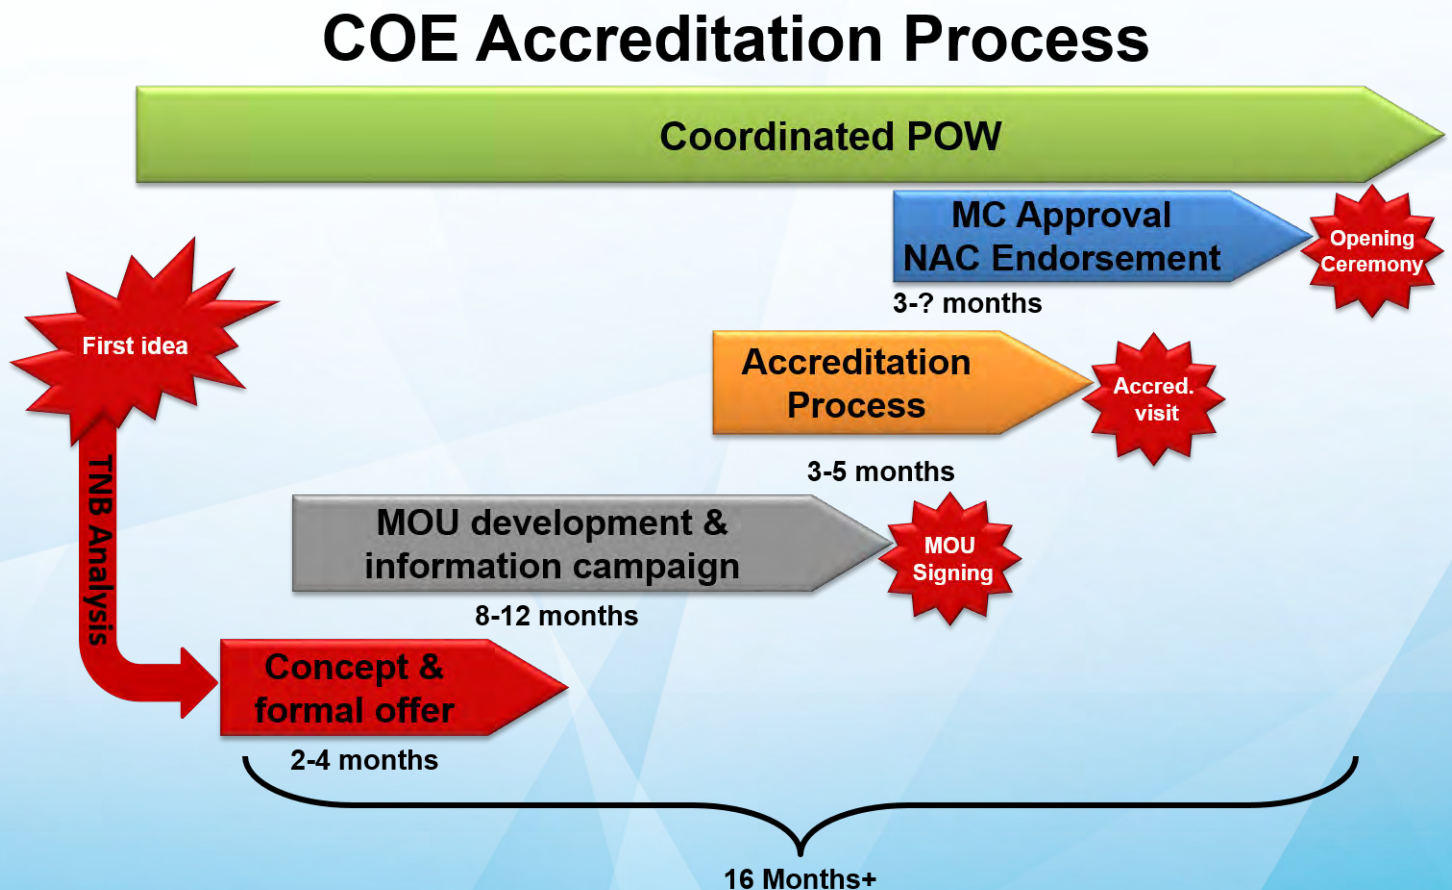 COE Accreditation Process
Coordinated POW
MC Approval
NAC Endorsement
Opening
Ceremony
3-? months
First idea
Accreditation
Process
Accred.
visit
3-5 months
TNB Analysis
MOU development &
information campaign
MOU
Signing
8-12 months
Concept &
formal offer
2-4 months
16 Months+